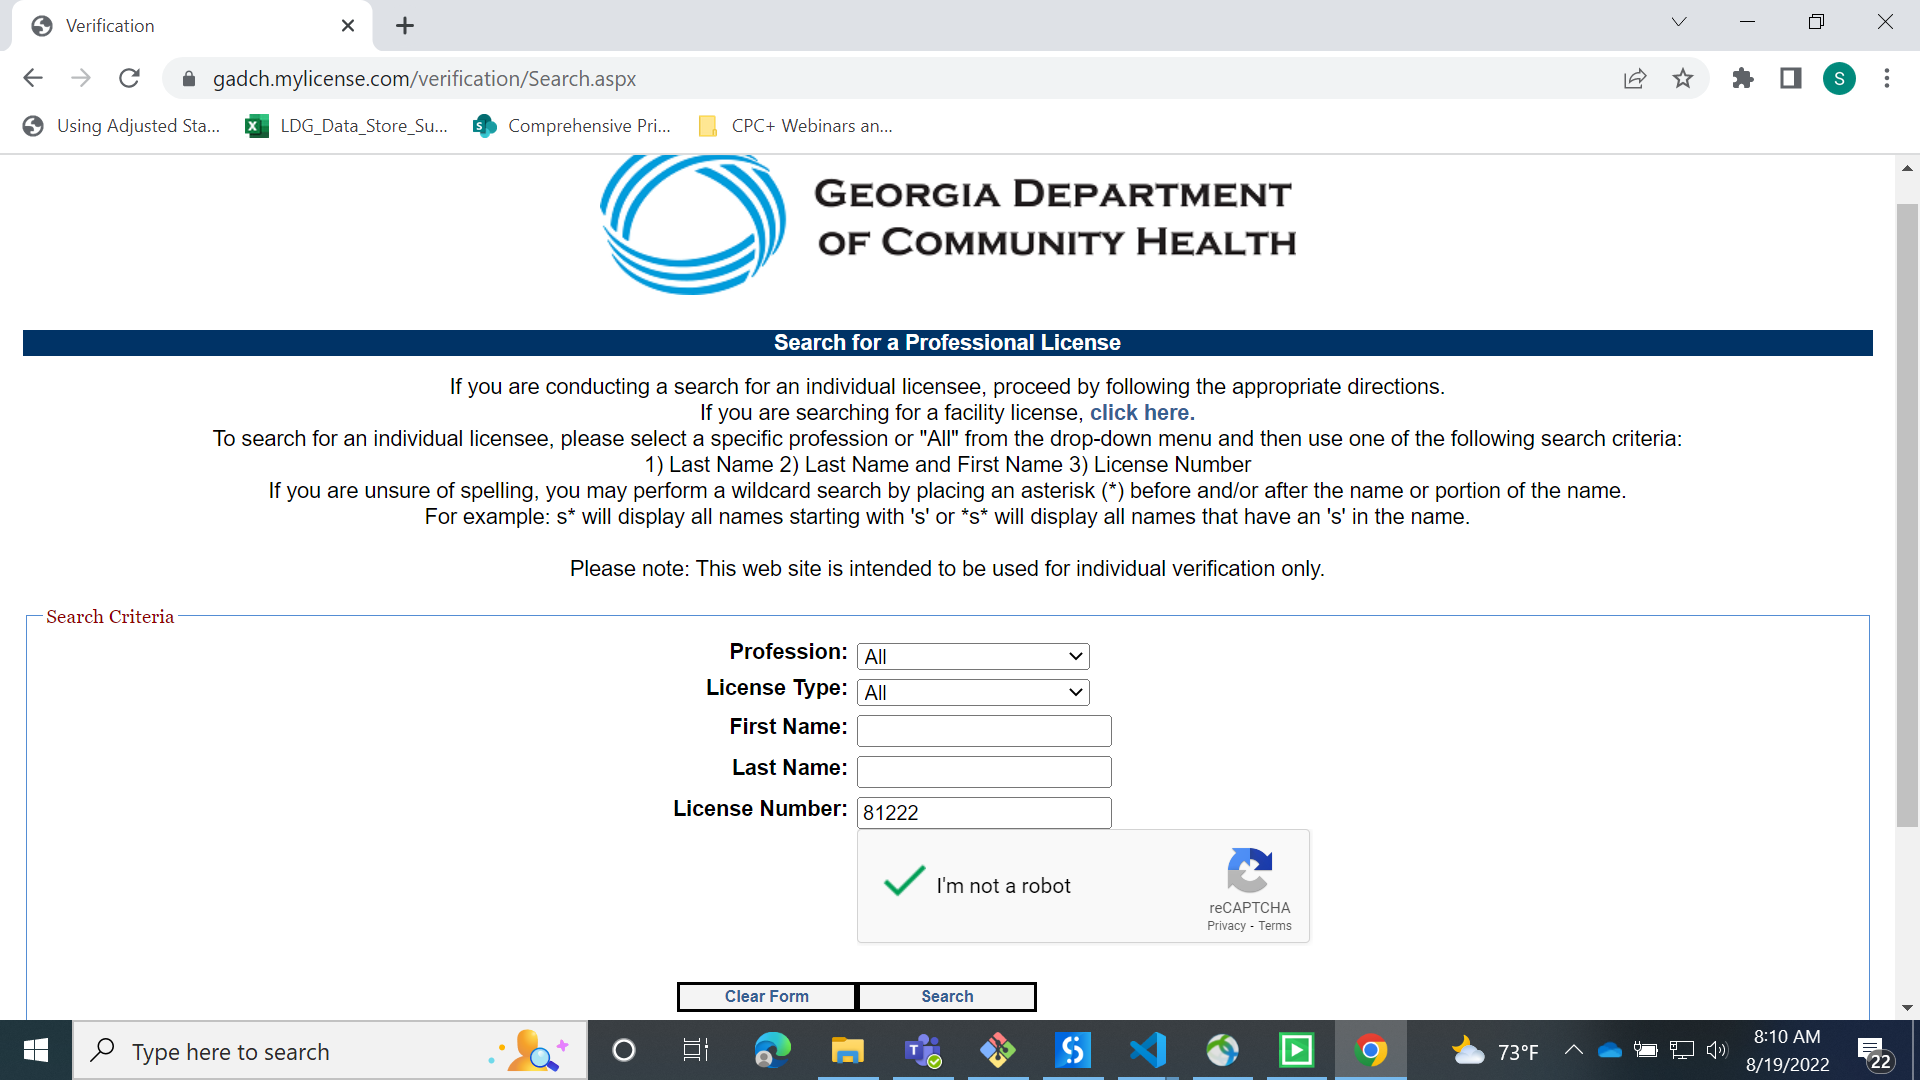 Verification
gadch.mylicense.com/verification/Search.aspx
S
Using Adjusted Sta...
LDG_Data_Store_Su...
Comprehensive Pri...
CPC+ Webinars an...
GEORGIA DEPARTMENT
OF COMMUNITY HEALTH
Search for a Professional License
If you are conducting a search for an individual licensee, proceed by following the appropriate directions.
If you are searching for a facility license, click here.
To search for an individual licensee, please select a specific profession or "All" from the drop-down menu and then use one of the following search criteria:
1) Last Name 2) Last Name and First Name 3) License Number
If you are unsure of spelling, you may perform a wildcard search by placing an asterisk (*) before and/or after the name or portion of the name.
For example: s* will display all names starting with 's' or *s* will display all names that have an 's' in the name.
Please note: This web site is intended to be used for individual verification only.
Search Criteria
Profession: All
License Type: All
First Name:
Last Name:
License Number: 81222
I'm not a robot
reCAPTCHA
Privacy - Terms
Clear Form Search
Type here to search
73°F
8:10 AM
8/19/2022
22